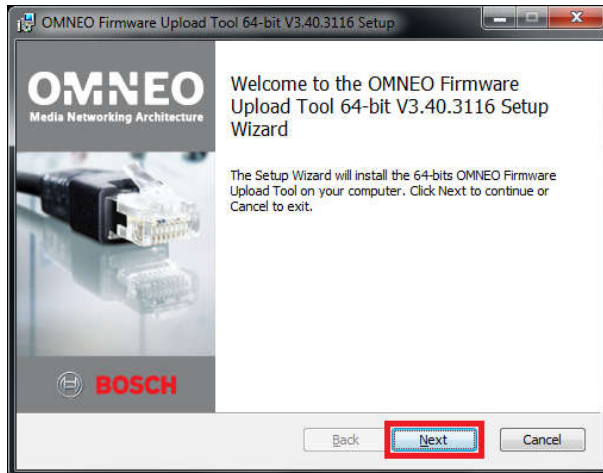 OMNEO Firmware Upload Tool 64-bit V3.40.3116 Setup
OMNEO
Media Networking Architecture
Welcome to the OMNEO Firmware
Upload Tool 64-bit V3.40.3116 Setup
Wizard
The Setup Wizard will install the 64-bits OMNEO Firmware
Upload Tool on your computer. Click Next to continue or
Cancel to exit.
BOSCH
Back Next Cancel